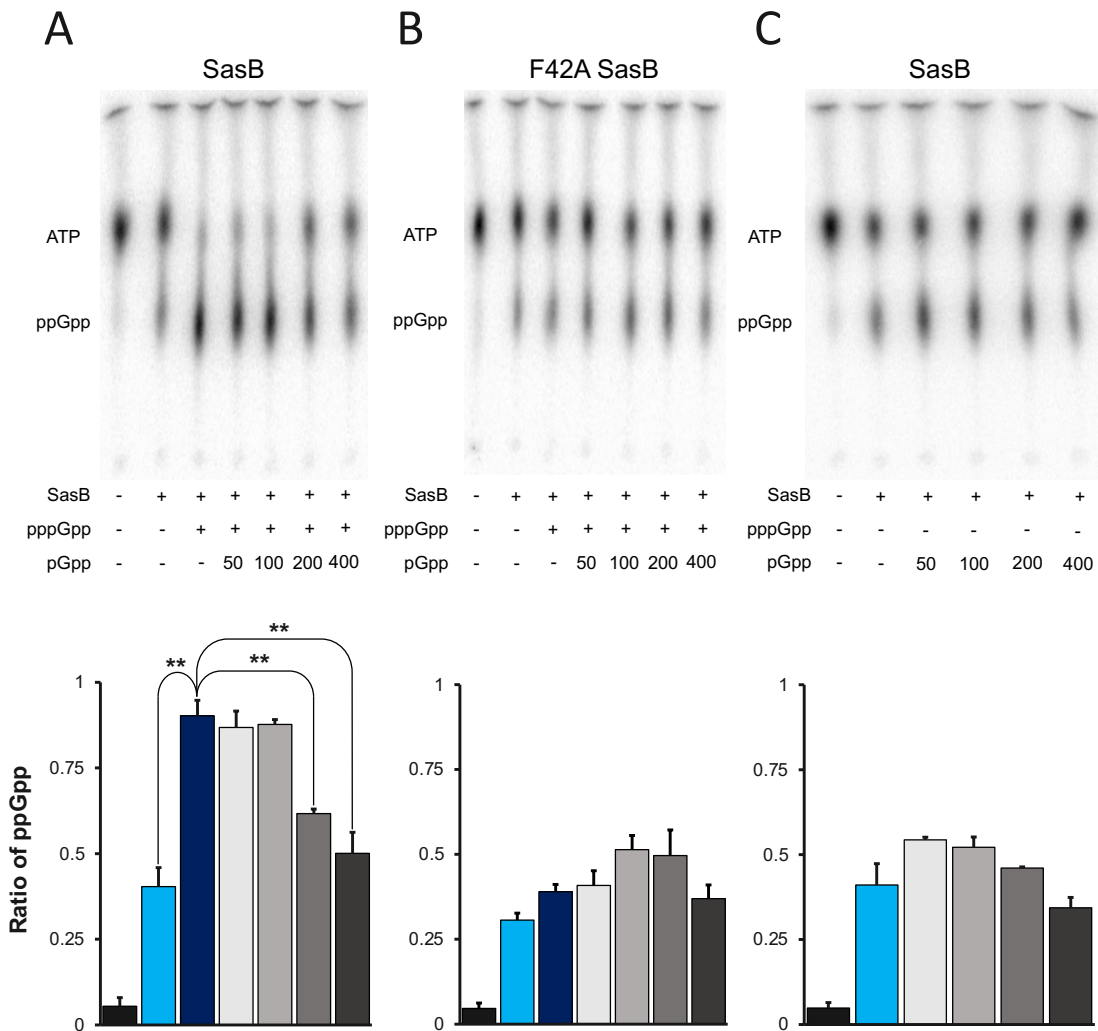 A B C
SasB F42A SasB SasB
ATP ATP ATP
ppGpp ppGpp ppGpp
SasB - + + + + + + SasB - + + + + + + SasB - + + + + +
pppGpp - - + + + + + pppGpp - - + + + + + pppGpp - - - - - -
pGpp - - - 50 100 200 400 pGpp - - - 50 100 200 400 pGpp - - 50 100 200 400
**
** **
1 1 1
0.75 0.75 0.75
0.5 0.5 0.5
0.25 0.25 0.25
0 0 0
Ratio of ppGpp